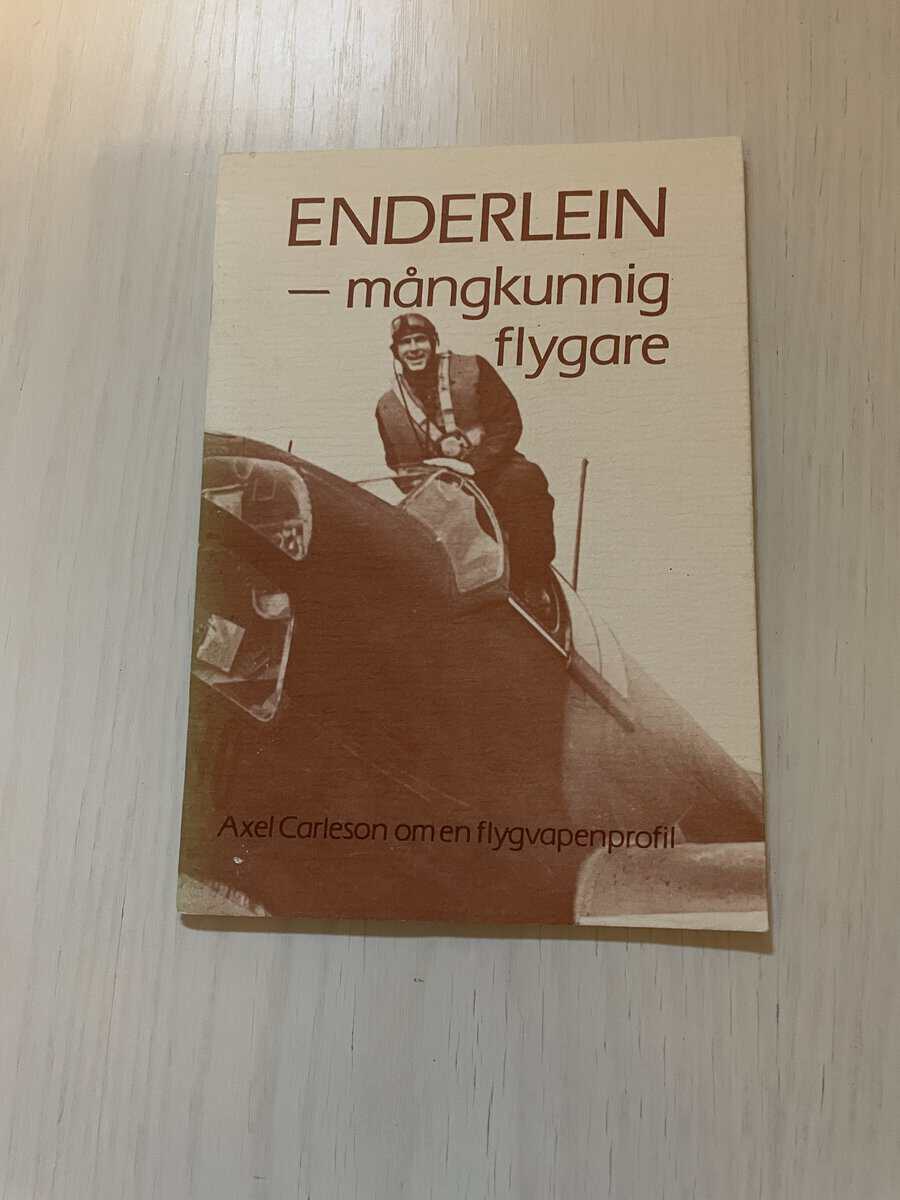 ENDERLEIN
– mångkunnig
flygare
Axel Carleson om en flygvapenprofil